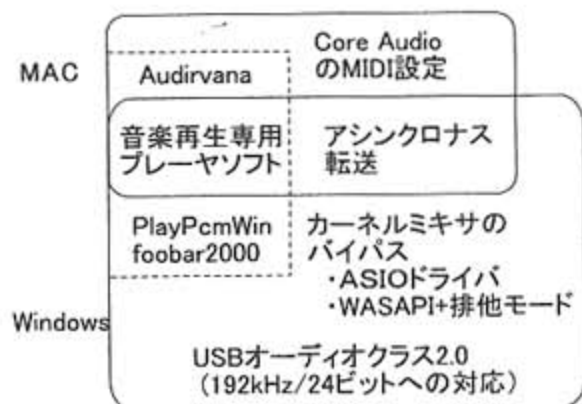 MAC
Core Audio
のMIDI設定
Audirvana
音楽再生専用
プレーヤソフト
アシンクロナス
転送
PlayPcmWin
foobar2000
カーネルミキサの
バイパス
・ASIOドライバ
・WASAPI+排他モード
Windows
USBオーディオクラス2.0
(192kHz/24ビットへの対応)